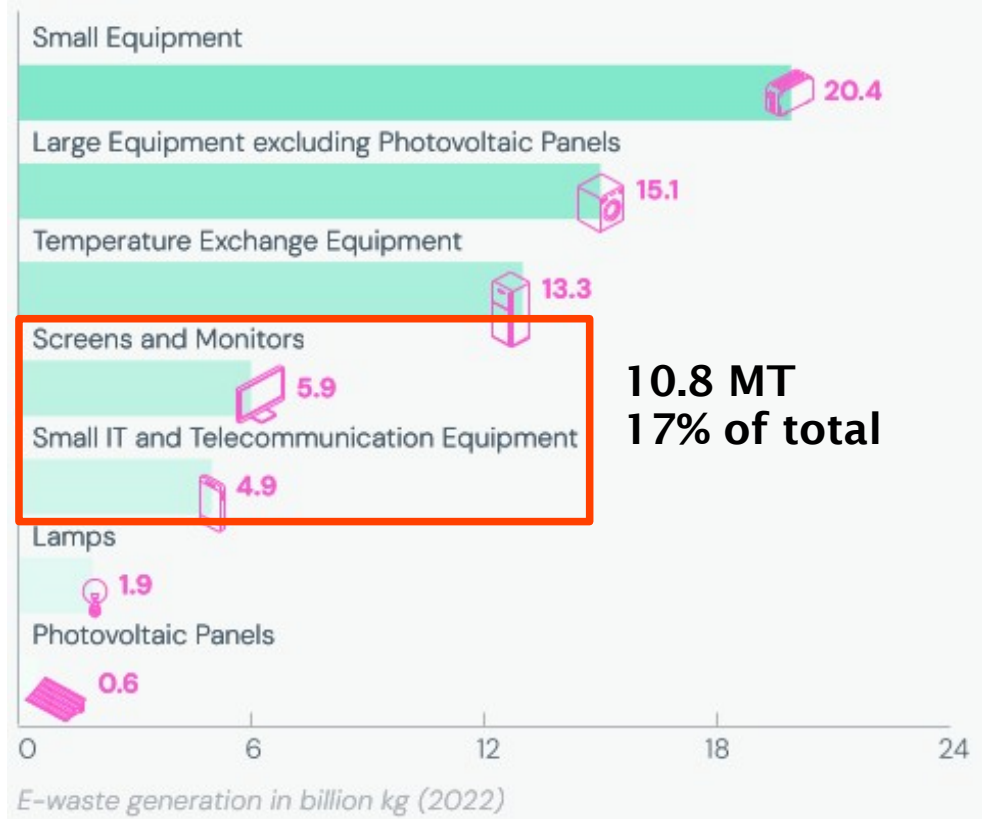 Small Equipment
20.4
Large Equipment excluding Photovoltaic Panels
15.1
Temperature Exchange Equipment
13.3
Screens and Monitors
5.9
10.8 MT
17% of total
Small IT and Telecommunication Equipment
4.9
Lamps
1.9
Photovoltaic Panels
0.6
0 6 12 18 24
E-waste generation in billion kg (2022)